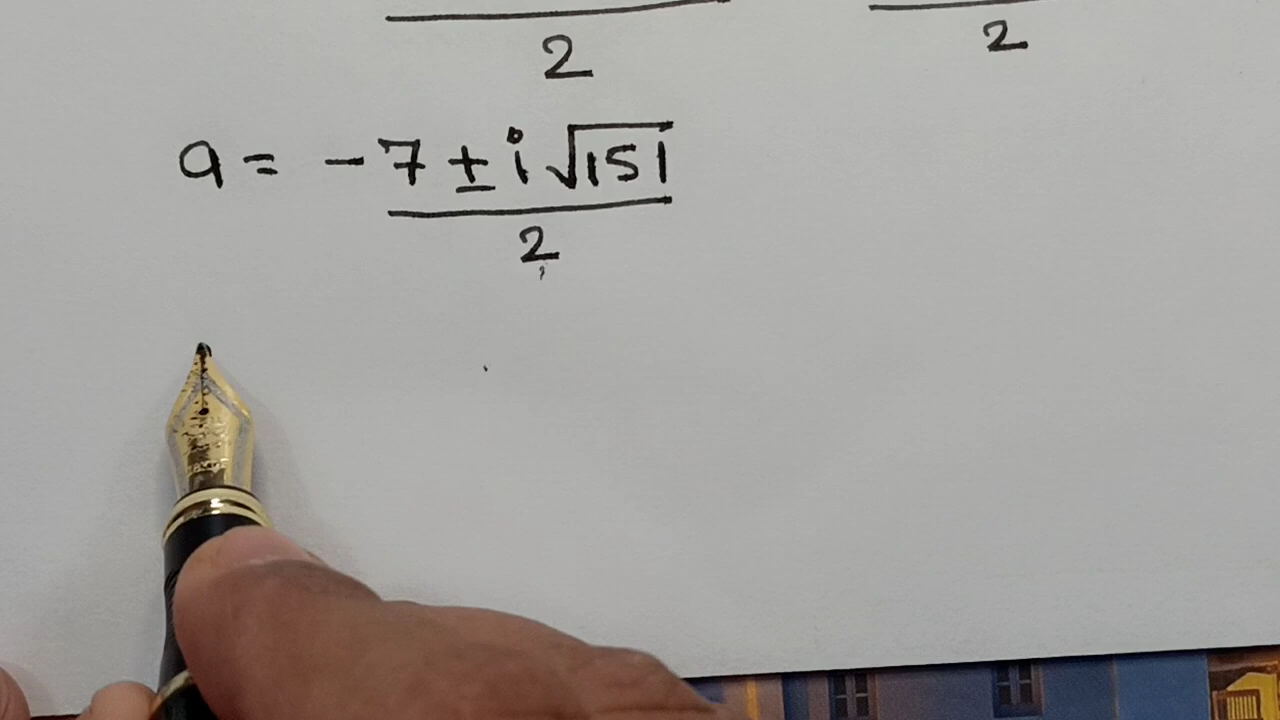 2 2
a = - 7 ± i √151
2